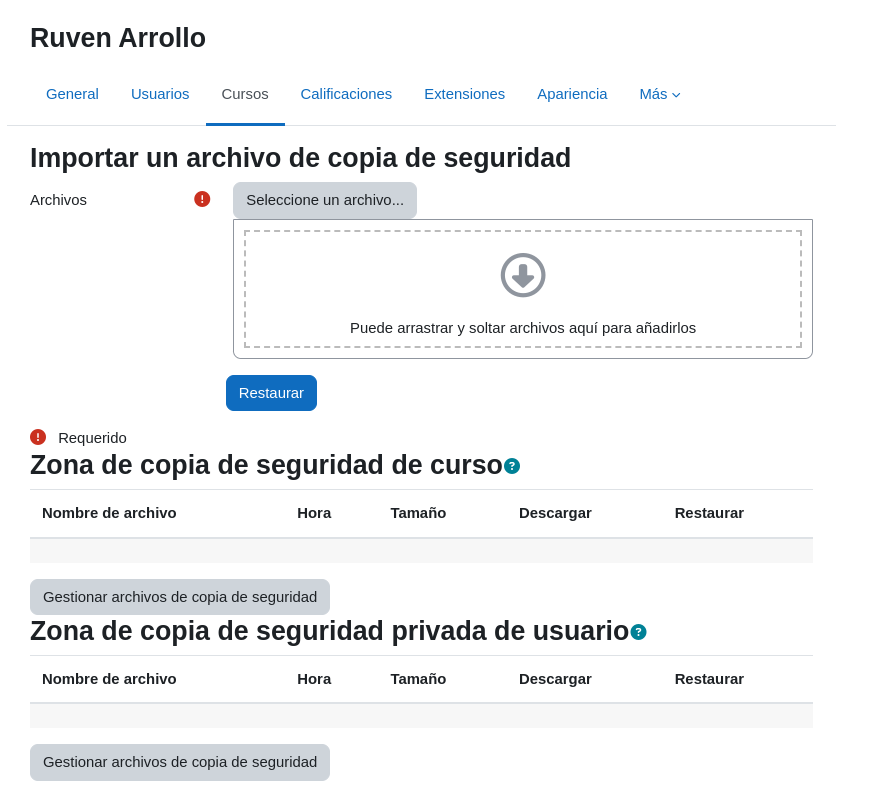 Ruven Arrollo
General Usuarios Cursos Calificaciones Extensiones Apariencia Más
Importar un archivo de copia de seguridad
Archivos Seleccione un archivo...
Puede arrastrar y soltar archivos aquí para añadirlos
Restaurar
Requerido
Zona de copia de seguridad de curso
Nombre de archivo Hora Tamaño Descargar Restaurar
Gestionar archivos de copia de seguridad
Zona de copia de seguridad privada de usuario
Nombre de archivo Hora Tamaño Descargar Restaurar
Gestionar archivos de copia de seguridad